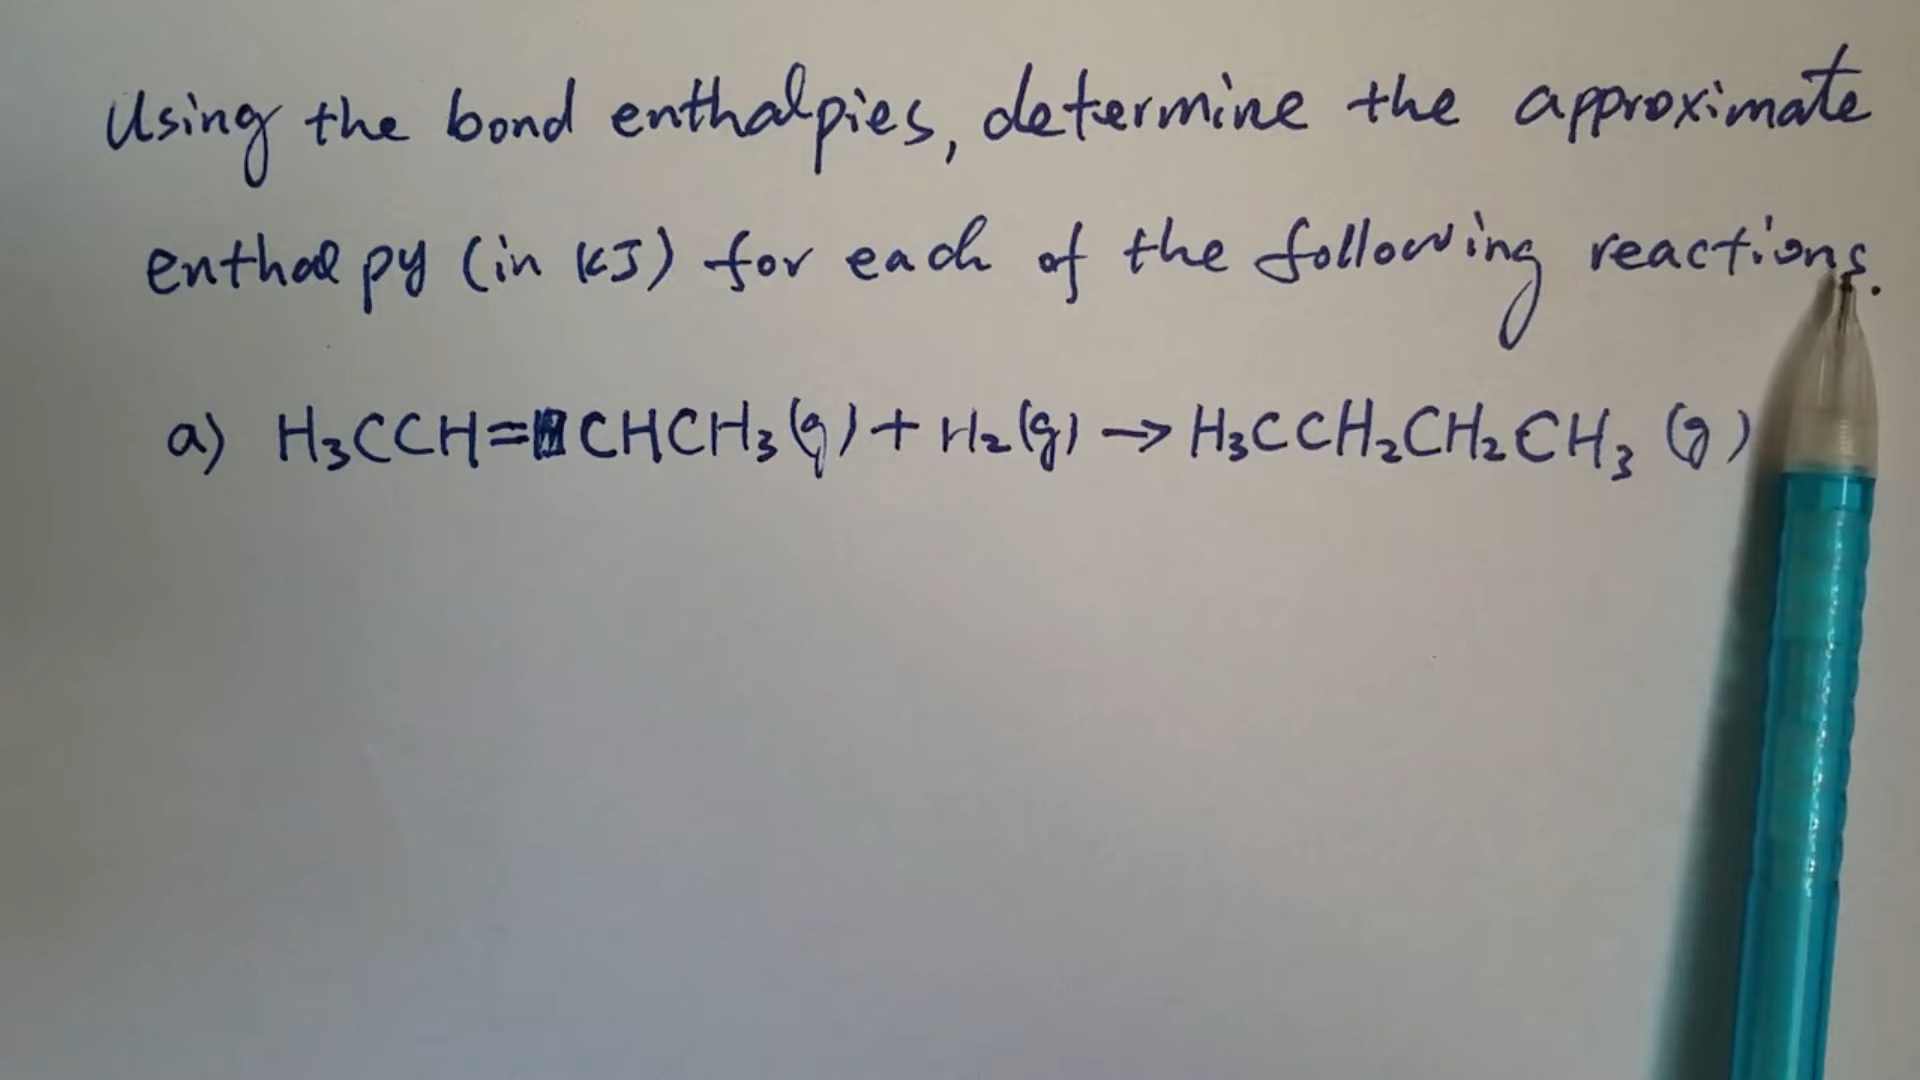 Using the bond enthalpies, determine the approximate
enthalpy (in KJ) for each of the following reactions.
a) H₃CCH=CHCH₃(g) + H₂(g) → H₃CCH₂CH₂CH₃ (g)